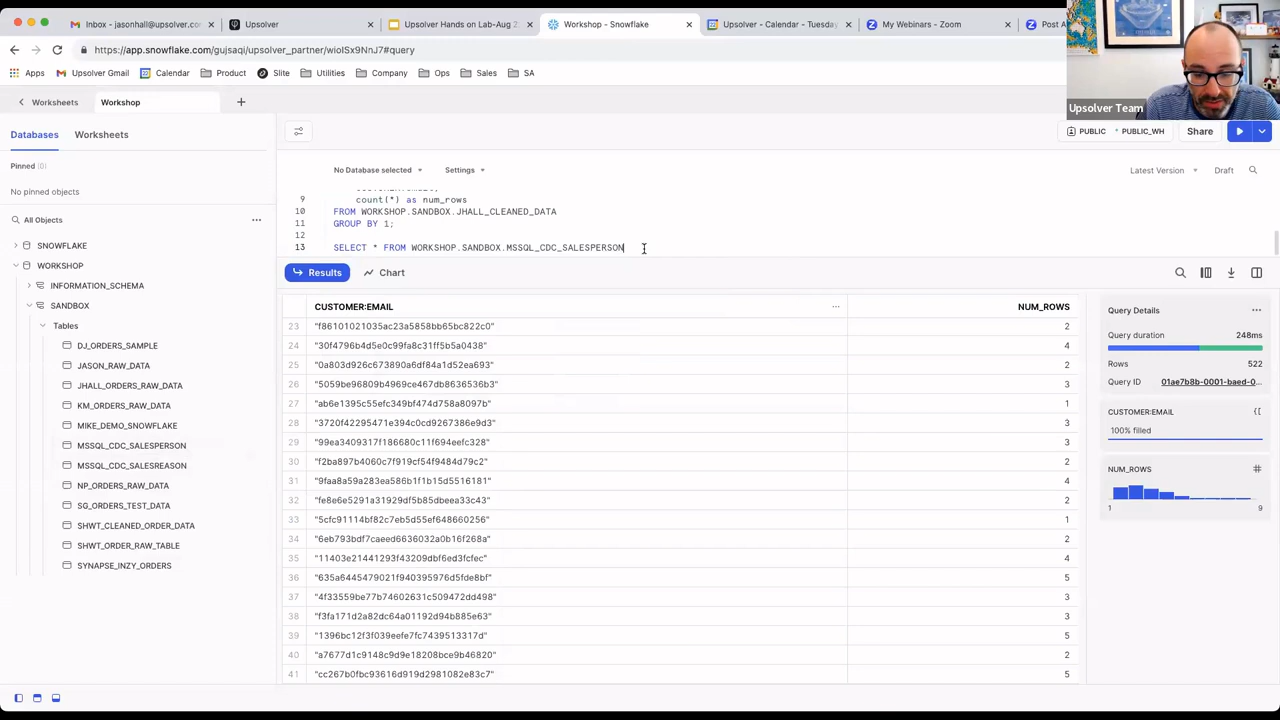 Inbox - jasonhall@upsolver.co
Upsolver
Upsolver Hands on Lab-Aug 2
Workshop - Snowflake
Upsolver - Calendar - Tuesday
My Webinars - Zoom
Post A
https://app.snowflake.com/gujsaqi/upsolver_partner/wioISx9NnJ7#query
Apps
Upsolver Gmail
Calendar
Product
Slite
Utilities
Company
Ops
Sales
SA
Upsolver Team
Worksheets
Workshop
Databases
Worksheets
PUBLIC
PUBLIC_WH
Share
Pinned (0)
No pinned objects
All Objects
SNOWFLAKE
WORKSHOP
INFORMATION_SCHEMA
SANDBOX
Tables
DJ_ORDERS_SAMPLE
JASON_RAW_DATA
JHALL_ORDERS_RAW_DATA
KM_ORDERS_RAW_DATA
MIKE_DEMO_SNOWFLAKE
MSSQL_CDC_SALESPERSON
MSSQL_CDC_SALESREASON
NP_ORDERS_RAW_DATA
SG_ORDERS_TEST_DATA
SHWT_CLEANED_ORDER_DATA
SHWT_ORDER_RAW_TABLE
SYNAPSE_INZY_ORDERS
No Database selected
Settings
Latest Version
Draft
9 count(*) as num_rows
10 FROM WORKSHOP.SANDBOX.JHALL_CLEANED_DATA
11 GROUP BY 1;
12
13 SELECT * FROM WORKSHOP.SANDBOX.MSSQL_CDC_SALESPERSON
Results
Chart
CUSTOMER:EMAIL NUM_ROWS
23 "f86101021035ac23a5858bb65bc822c0" 2
24 "30f4796b4d5e0c99fa8c31ff5b5a0438" 4
25 "0a803d926c673890a6df84a1d52ea693" 2
26 "5059be96809b4969ce467db8636536b3" 3
27 "ab6e1395c55efc349bf474d758a8097b" 1
28 "3720f42295471e394c0cd9267386e9d3" 3
29 "99ea3409317f186680c11f694eefc328" 3
30 "f2ba897b4060c7f919cf54f9484d79c2" 2
31 "9faa8a59a283ea586b1f1b15d5516181" 4
32 "fe8e6e5291a31929df5b85dbeea33c43" 2
33 "5cfc91114bf82c7eb5d55ef648660256" 1
34 "6eb793bdf7caeed6636032a0b16f268a" 2
35 "11403e21441293f43209dbf6ed3fcfec" 4
36 "635a6445479021f940395976d5fde8bf" 5
37 "4f33559be77b74602631c509472dd498" 3
38 "f3fa171d2a82dc64a01192d94b885e63" 3
39 "1396bc12f3f039eefe7fc7439513317d" 5
40 "a7677d1c9148c9d9e18208bce9b46820" 2
41 "cc267b0fbc93616d919d2981082e83c7" 5
Query Details
Query duration 248ms
Rows 522
Query ID 01ae7b8b-0001-baed-0...
CUSTOMER:EMAIL
100% filled
NUM_ROWS
1 9